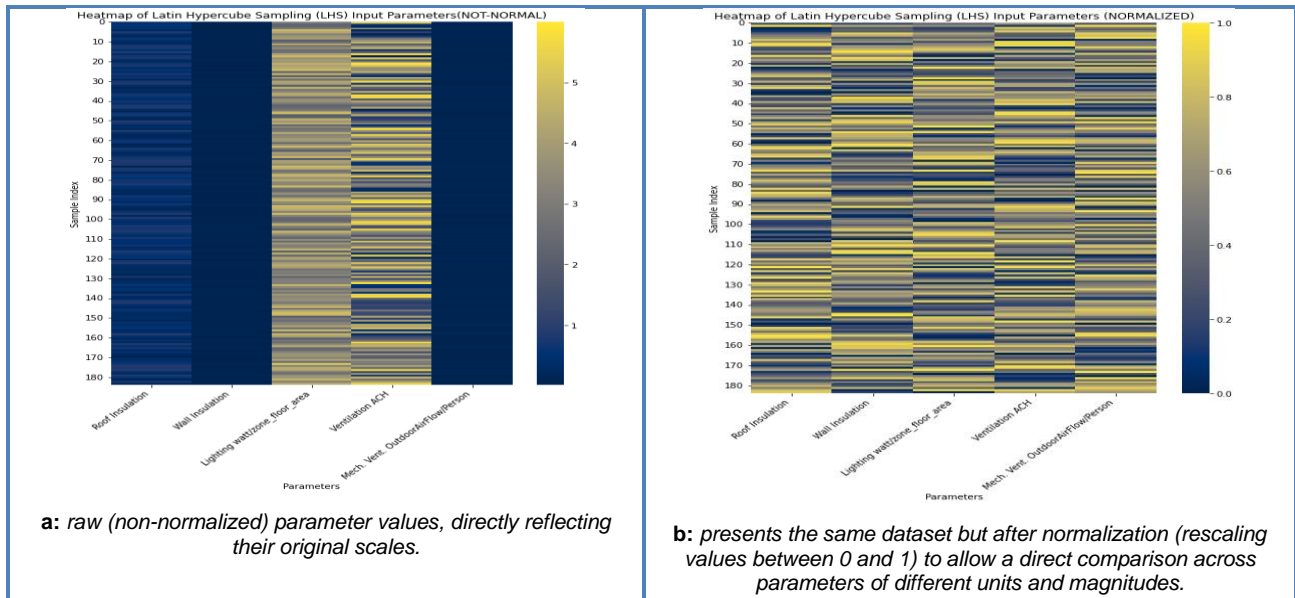 Heatmap of Latin Hypercube Sampling (LHS) Input Parameters(NOT-NORMAL)
0
10
20
30
40
50
60
70
80
90
100
110
120
130
140
150
160
170
180
Sample Index
5
4
3
2
1
Roof Insulation
Wall Insulation
Lighting watt/zone_floor_area
Ventilation ACH
Mech. Vent. OutdoorAirFlow/Person
Parameters
a: raw (non-normalized) parameter values, directly reflecting
their original scales.
Heatmap of Latin Hypercube Sampling (LHS) Input Parameters (NORMALIZED)
0
10
20
30
40
50
60
70
80
90
100
110
120
130
140
150
160
170
180
Sample Index
1.0
0.8
0.6
0.4
0.2
0.0
Roof Insulation
Wall Insulation
Lighting watt/zone_floor_area
Ventilation ACH
Mech. Vent. OutdoorAirFlow/Person
Parameters
b: presents the same dataset but after normalization (rescaling
values between 0 and 1) to allow a direct comparison across
parameters of different units and magnitudes.